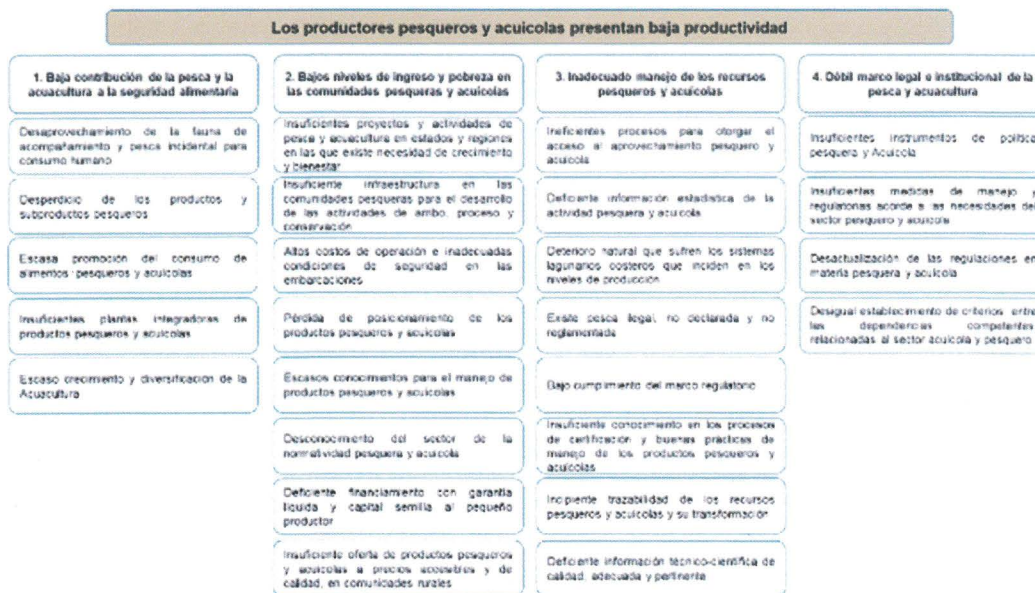 Los productores pesqueros y acuícolas presentan baja productividad
1. Baja contribución de la pesca y la
acuacultura a la seguridad alimentaria
Desaprovechamiento de la fauna de
acompañamiento y pesca incidental para
consumo humano
Desperdicio de los productos y
subproductos pesqueros
Escasa promoción del consumo de
alimentos pesqueros y acuícolas
Insuficientes plantas integradoras de
productos pesqueros y acuícolas
Escaso crecimiento y diversificación de la
Acuacultura
2. Bajos niveles de ingreso y pobreza en
las comunidades pesqueras y acuícolas
Insuficientes proyectos y actividades de
pesca y acuacultura en estados y regiones
en las que existe necesidad de crecimiento
y bienestar
Insuficiente infraestructura en las
comunidades pesqueras para el desarrollo
de las actividades de arribo, proceso y
conservación
Altos costos de operación e inadecuadas
condiciones de seguridad en las
embarcaciones
Pérdida de posicionamiento de los
productos pesqueros y acuícolas
Escasos conocimientos para el manejo de
productos pesqueros y acuícolas
Desconocimiento del sector de la
normatividad pesquera y acuícola
Deficiente financiamiento con garantía
líquida y capital semilla al pequeño
productor
Insuficiente oferta de productos pesqueros
y acuícolas a precios accesibles y de
calidad, en comunidades rurales
3. Inadecuado manejo de los recursos
pesqueros y acuícolas
Ineficientes procesos para otorgar el
acceso al aprovechamiento pesquero y
acuícola
Deficiente información estadística de la
actividad pesquera y acuícola
Deterioro natural que sufren los sistemas
lagunarios costeros que inciden en los
niveles de producción
Existe pesca ilegal, no declarada y no
reglamentada
Bajo cumplimiento del marco regulatorio
Insuficiente conocimiento en los procesos
de certificación y buenas prácticas de
manejo de los productos pesqueros y
acuícolas
Incipiente trazabilidad de los recursos
pesqueros y acuícolas y su transformación
Deficiente información técnico-científica de
calidad, adecuada y pertinente
4. Débil marco legal e institucional de la
pesca y acuacultura
Insuficientes instrumentos de política
pesquera y Acuícola
Insuficientes medidas de manejo y
regulatorias acorde a las necesidades del
sector pesquero y acuícola
Desactualización de las regulaciones en
materia pesquera y acuícola
Desigual establecimiento de criterios entre
las dependencias competentes
relacionadas al sector acuícola y pesquero